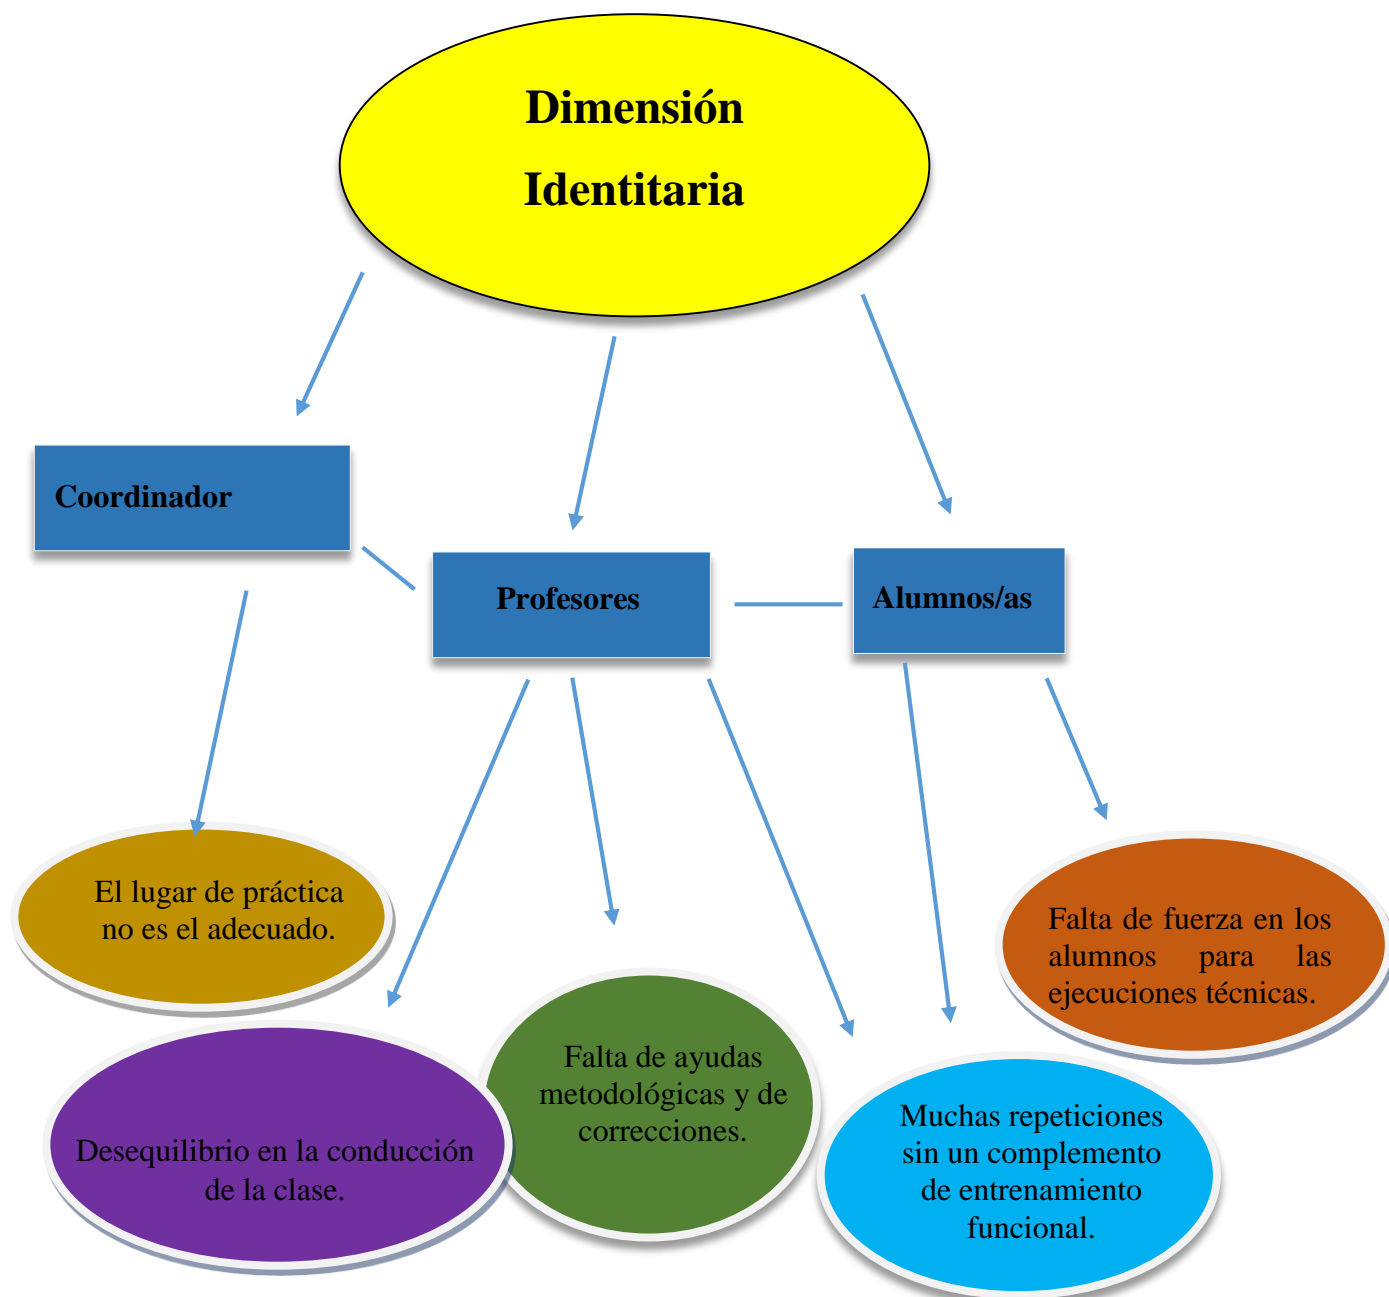 Dimensión
Identitaria
Coordinador
Profesores
Alumnos/as
El lugar de práctica
no es el adecuado.
Falta de fuerza en los
alumnos para las
ejecuciones técnicas.
Desequilibrio en la conducción
de la clase.
Falta de ayudas
metodológicas y de
correcciones.
Muchas repeticiones
sin un complemento
de entrenamiento
funcional.